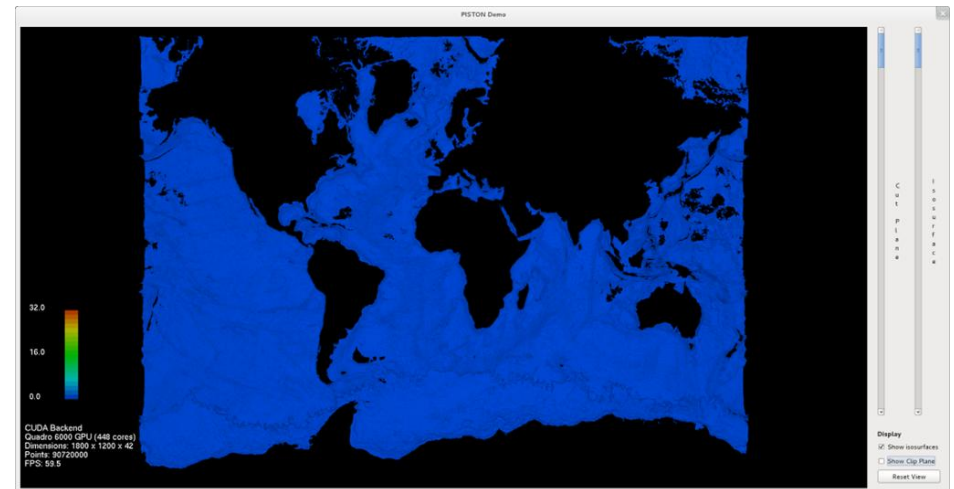 PISTON Demo
32.0
16.0
0.0
CUDA Backend
Quadro 6000 GPU (448 cores)
Dimensions: 1800 x 1200 x 42
Points: 90720000
FPS: 59.5
Cut Plane
Isosurface
Display
Show isosurfaces
Show Clip Plane
Reset View